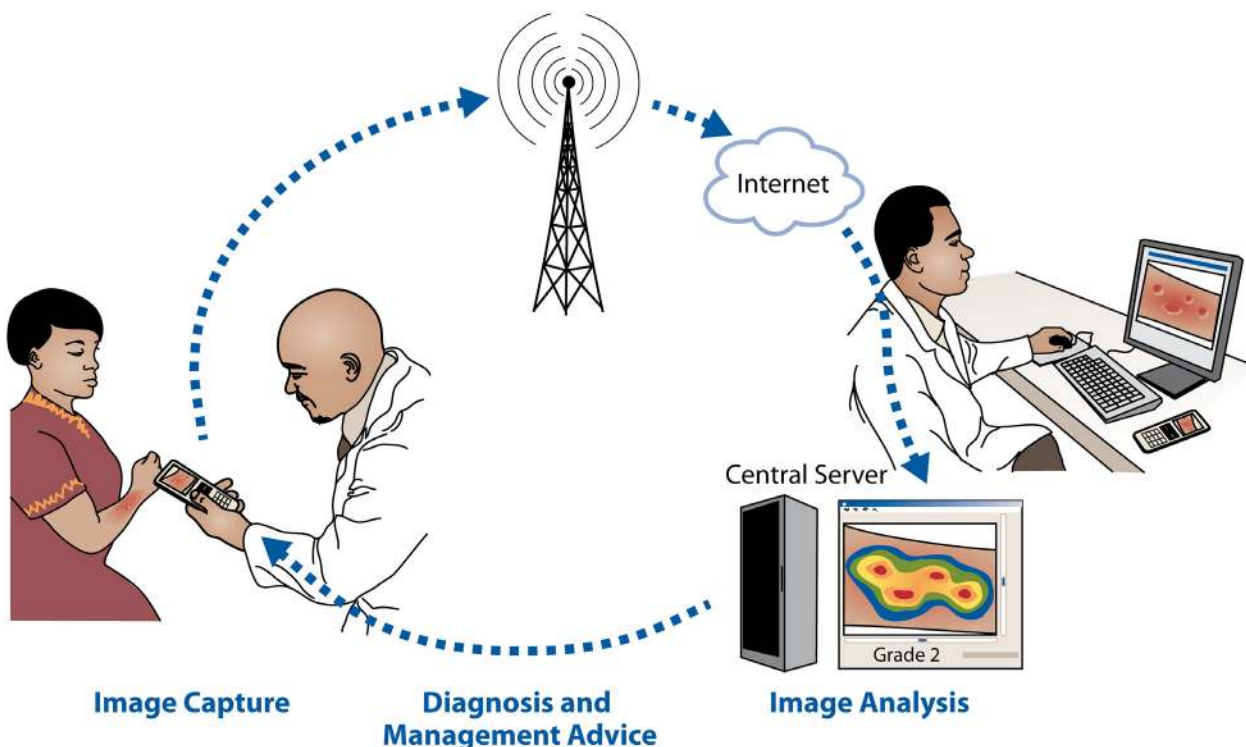 Internet
Central Server
Grade 2
Image Capture
Diagnosis and
Management Advice
Image Analysis